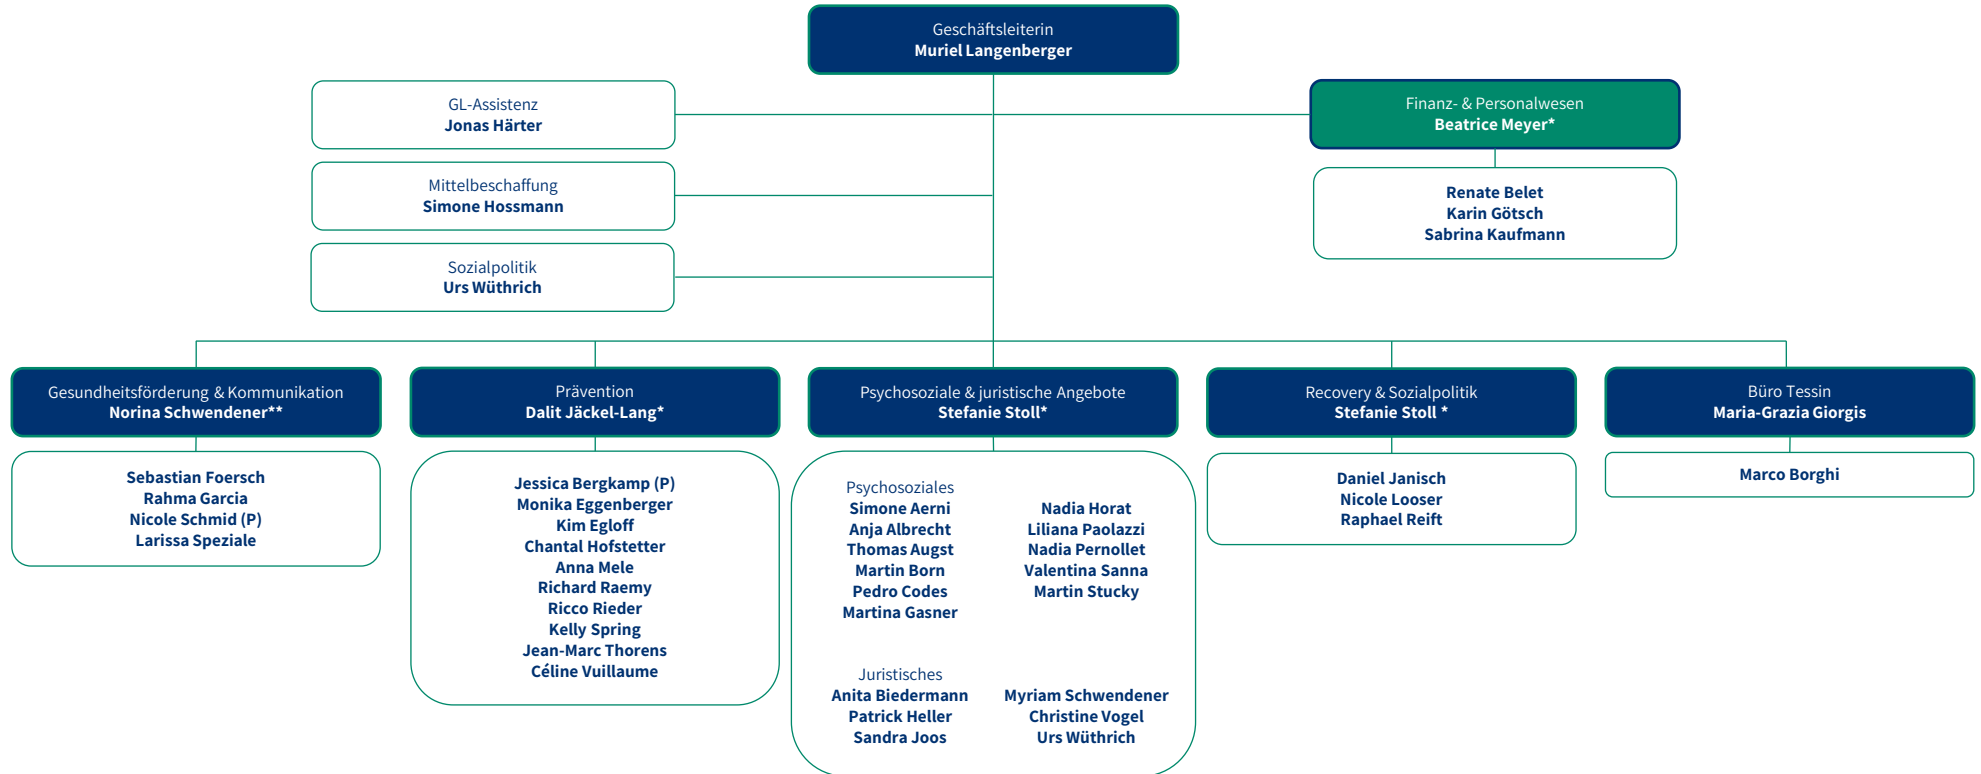 Geschäftsleiterin
Muriel Langenberger
GL-Assistenz
Jonas Härter
Finanz- & Personalwesen
Beatrice Meyer*
Mittelbeschaffung
Simone Hossmann
Renate Belet
Karin Götsch
Sabrina Kaufmann
Sozialpolitik
Urs Wüthrich
Gesundheitsförderung & Kommunikation
Norina Schwendener**
Prävention
Dalit Jäckel-Lang*
Psychosoziale & juristische Angebote
Stefanie Stoll*
Recovery & Sozialpolitik
Stefanie Stoll *
Büro Tessin
Maria-Grazia Giorgis
Sebastian Foersch
Rahma Garcia
Nicole Schmid (P)
Larissa Speziale
Jessica Bergkamp (P)
Monika Eggenberger
Kim Egloff
Chantal Hofstetter
Anna Mele
Richard Raemy
Ricco Rieder
Kelly Spring
Jean-Marc Thorens
Céline Vuillaume
Psychosoziales
Simone Aerni
Anja Albrecht
Thomas Augst
Martin Born
Pedro Codes
Martina Gasner
Nadia Horat
Liliana Paolazzi
Nadia Pernollet
Valentina Sanna
Martin Stucky
Juristisches
Anita Biedermann
Patrick Heller
Sandra Joos
Myriam Schwendener
Christine Vogel
Urs Wüthrich
Daniel Janisch
Nicole Looser
Raphael Reift
Marco Borghi